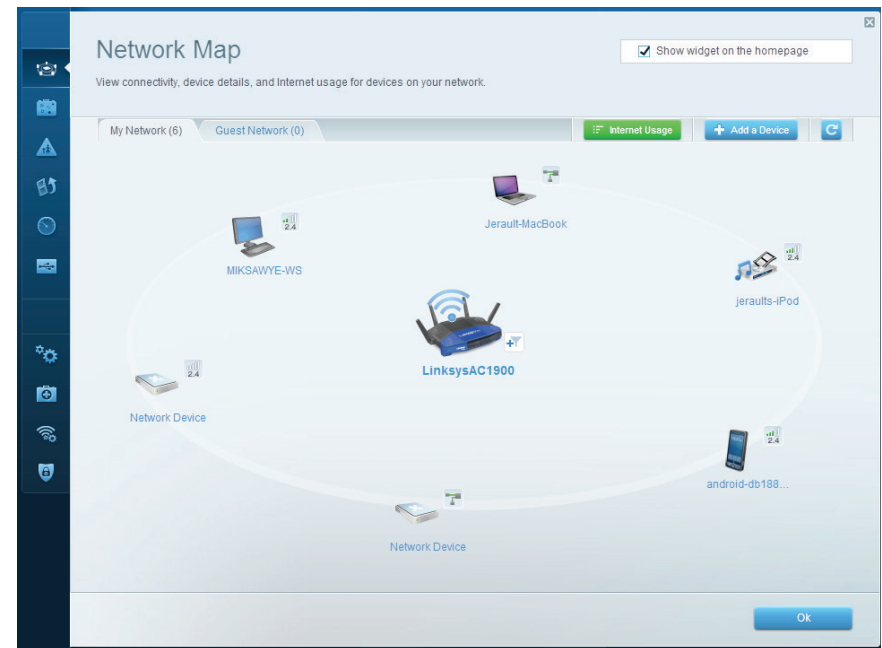 Network Map
Show widget on the homepage
View connectivity, device details, and Internet usage for devices on your network.
My Network (6)
Guest Network (0)
Internet Usage
Add a Device
Jerault-MacBook
2.4
MIKSAWYE-WS
2.4
jeraults-iPod
LinksysAC1900
2.4
Network Device
2.4
android-db188...
Network Device
Ok